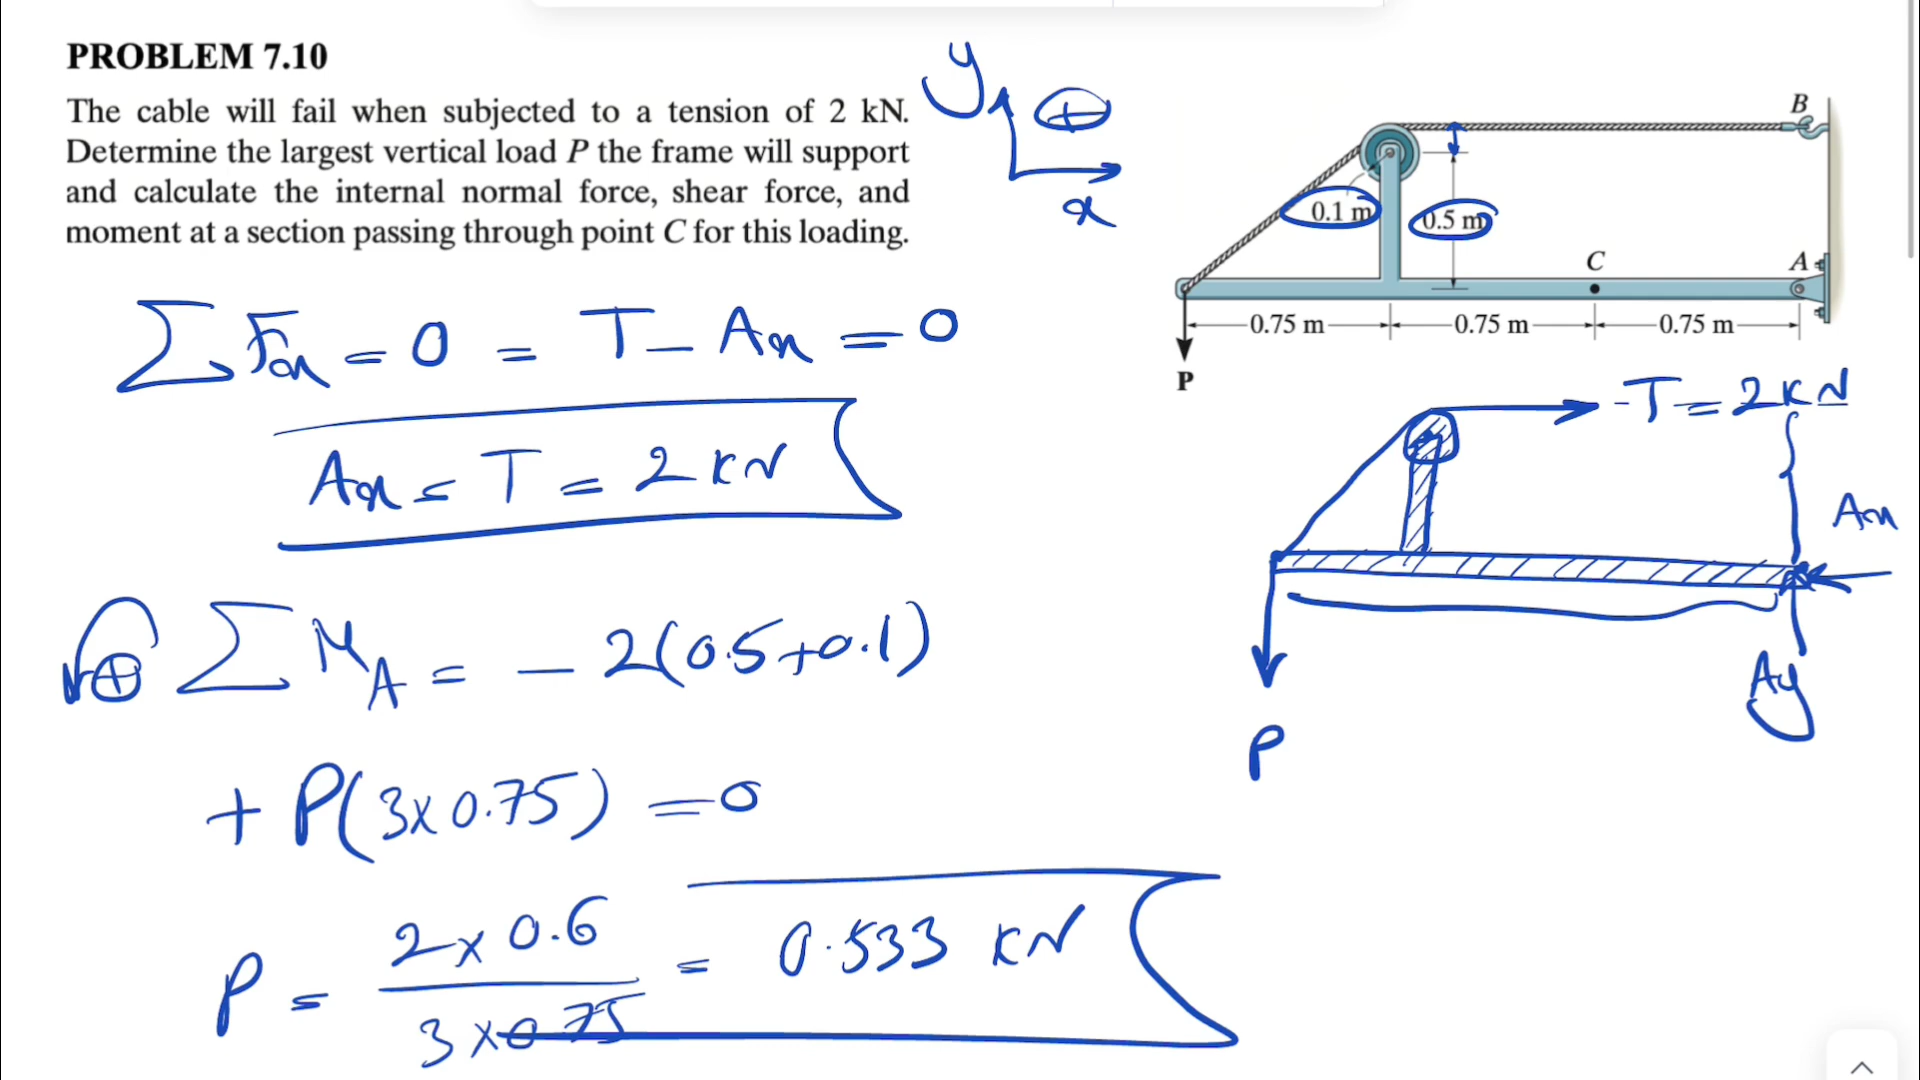 PROBLEM 7.10
The cable will fail when subjected to a tension of 2 kN.
Determine the largest vertical load P the frame will support
and calculate the internal normal force, shear force, and
moment at a section passing through point C for this loading.
y
+
x
B
0.1 m
0.5 m
C
A
0.75 m
0.75 m
0.75 m
P
ΣFx = 0 = T - Ax = 0
Ax = T = 2 KN
T = 2 KN
Ax
Ay
P
+ ΣMA = - 2(0.5+0.1)
+ P(3x0.75) = 0
P = 2 x 0.6 / 3 x 0.75 = 0.533 KN